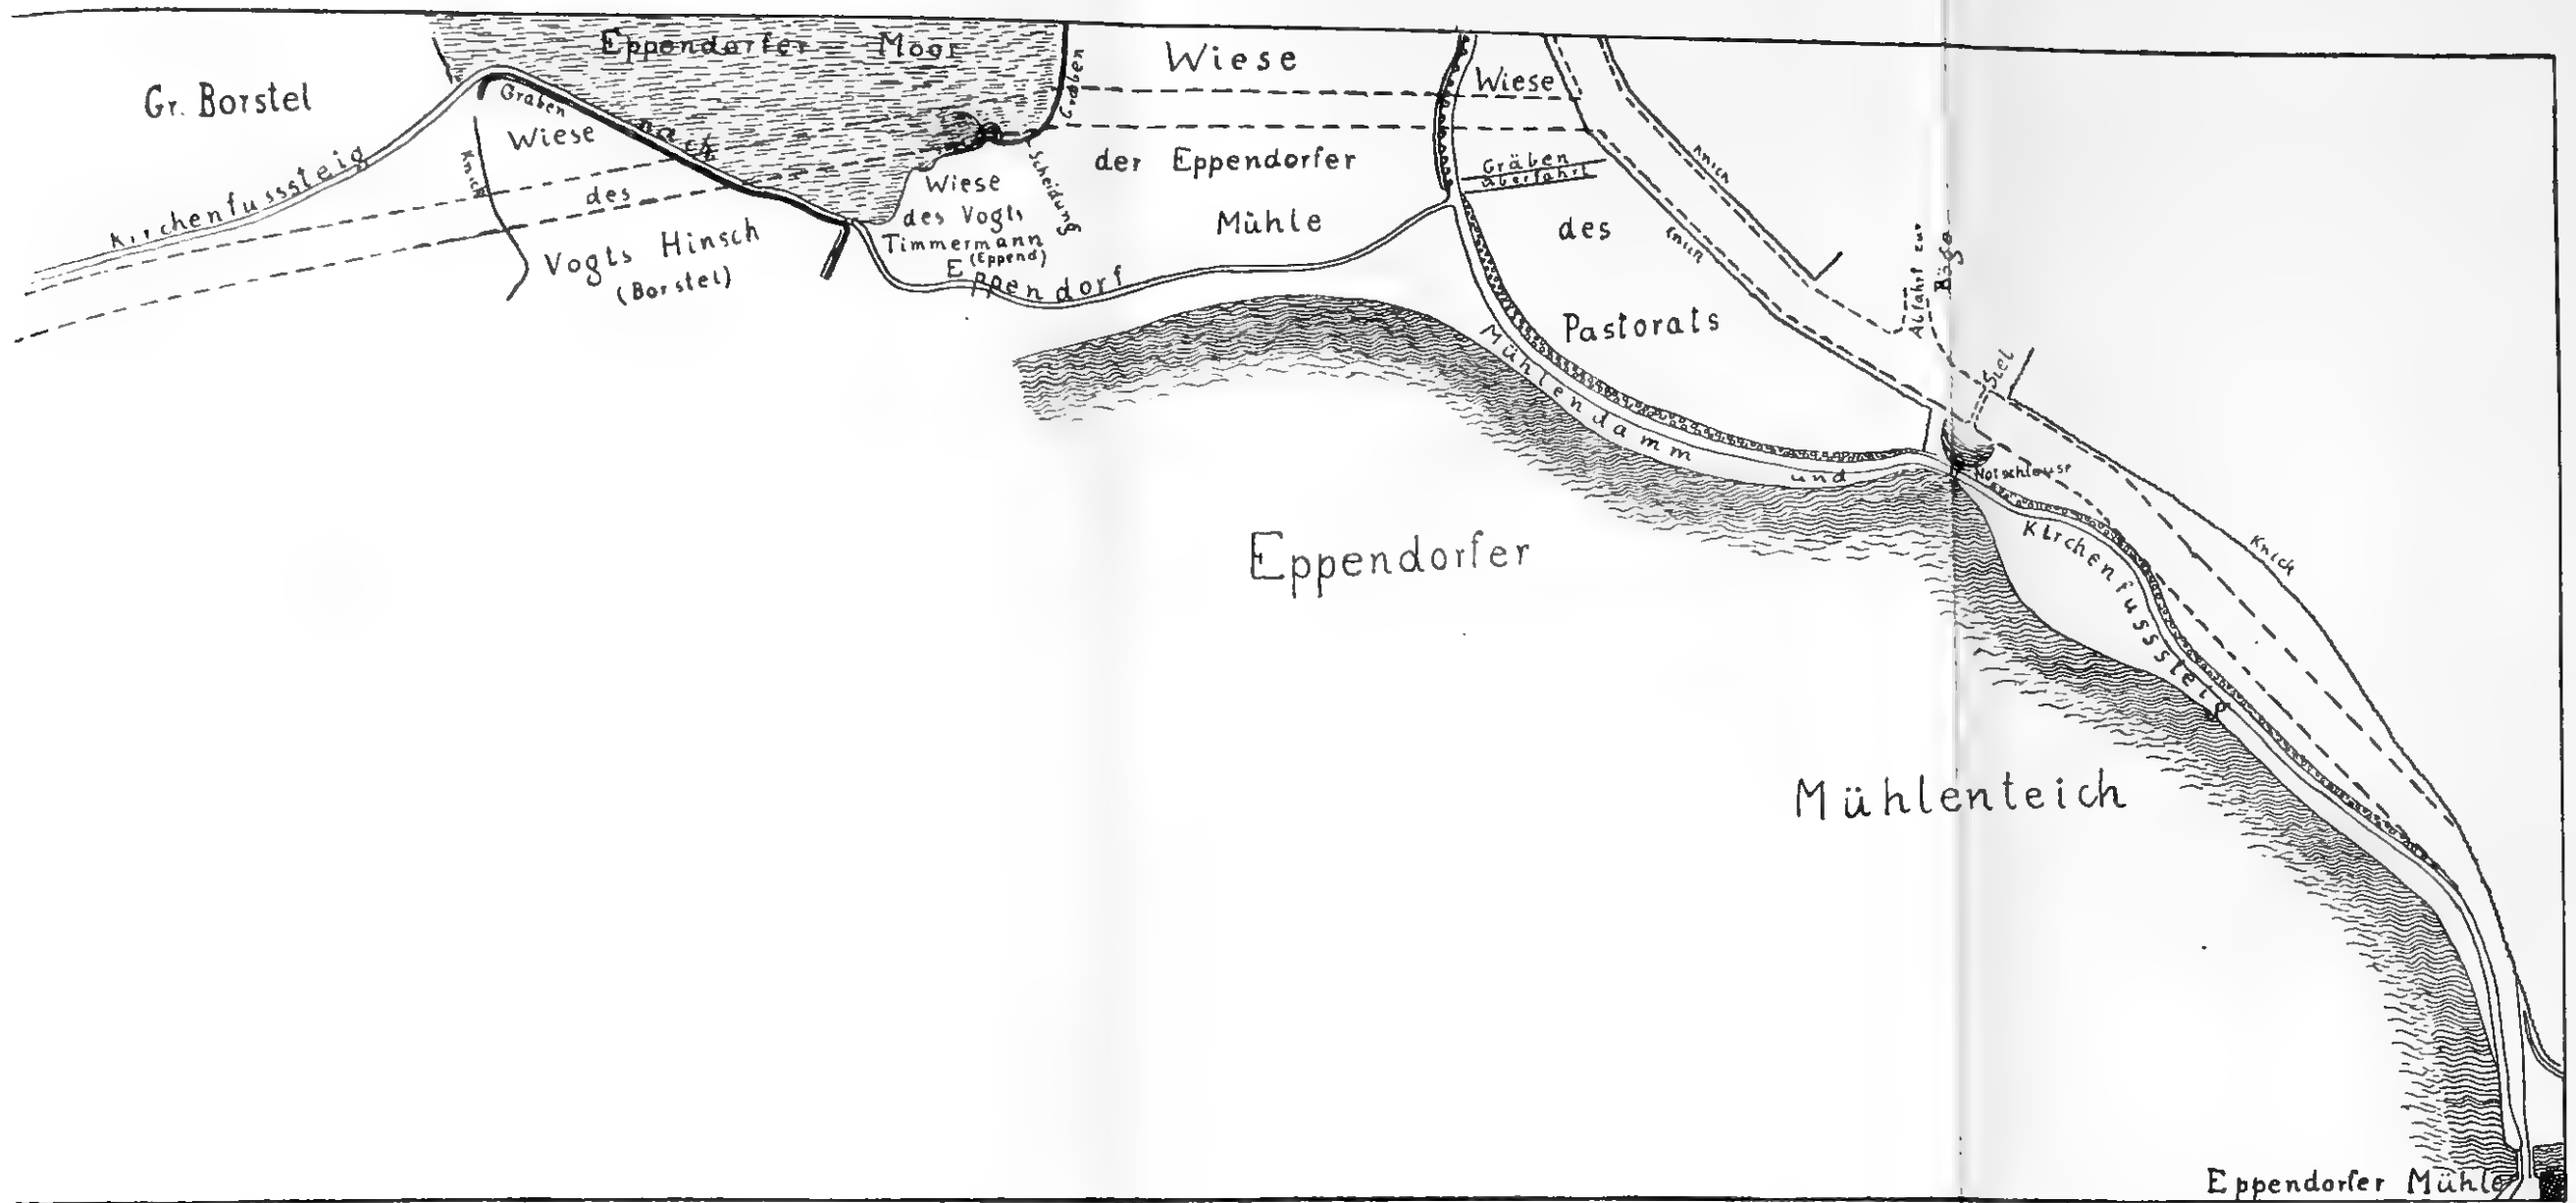 Gr. Borstel
Kirchenfusssteig
Eppendorfer Moor
Graben
nach
Knick
Wiese
des
Vogts Hinsch
(Borstel)
Graben
Scheidung
Wiese
des Vogts
Timmermann
(Eppend)
Eppendorf
Wiese
der Eppendorfer
Mühle
Wiese
Gräben
überfahrt
des
Pastorats
Knick
Knick
Abfahrt zur
Siel
Notschleuse
Mühlendamm
und
Kirchenfusssteig
Knick
Eppendorfer
Mühlenteich
Eppendorfer Mühle